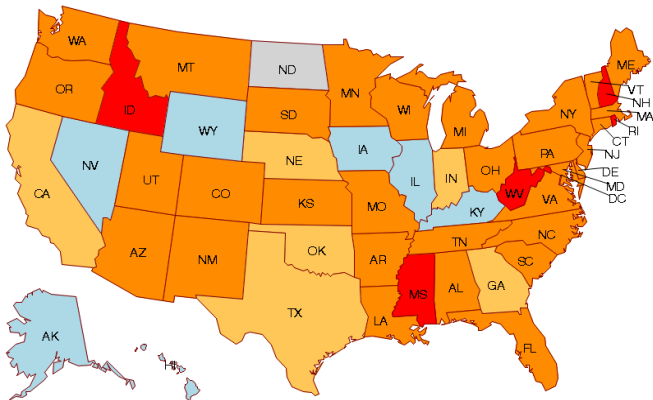 WA
ME
MT
ND
VT
OR
MN
NH
ID
WI
SD
MA
NY
WY
MI
RI
CT
IA
PA
NJ
NE
NV
OH
DE
IL
IN
UT
MD
CA
CO
WV
VA
DC
KS
MO
KY
NC
TN
AZ
OK
NM
AR
SC
MS
AL
GA
TX
LA
AK
FL
HI